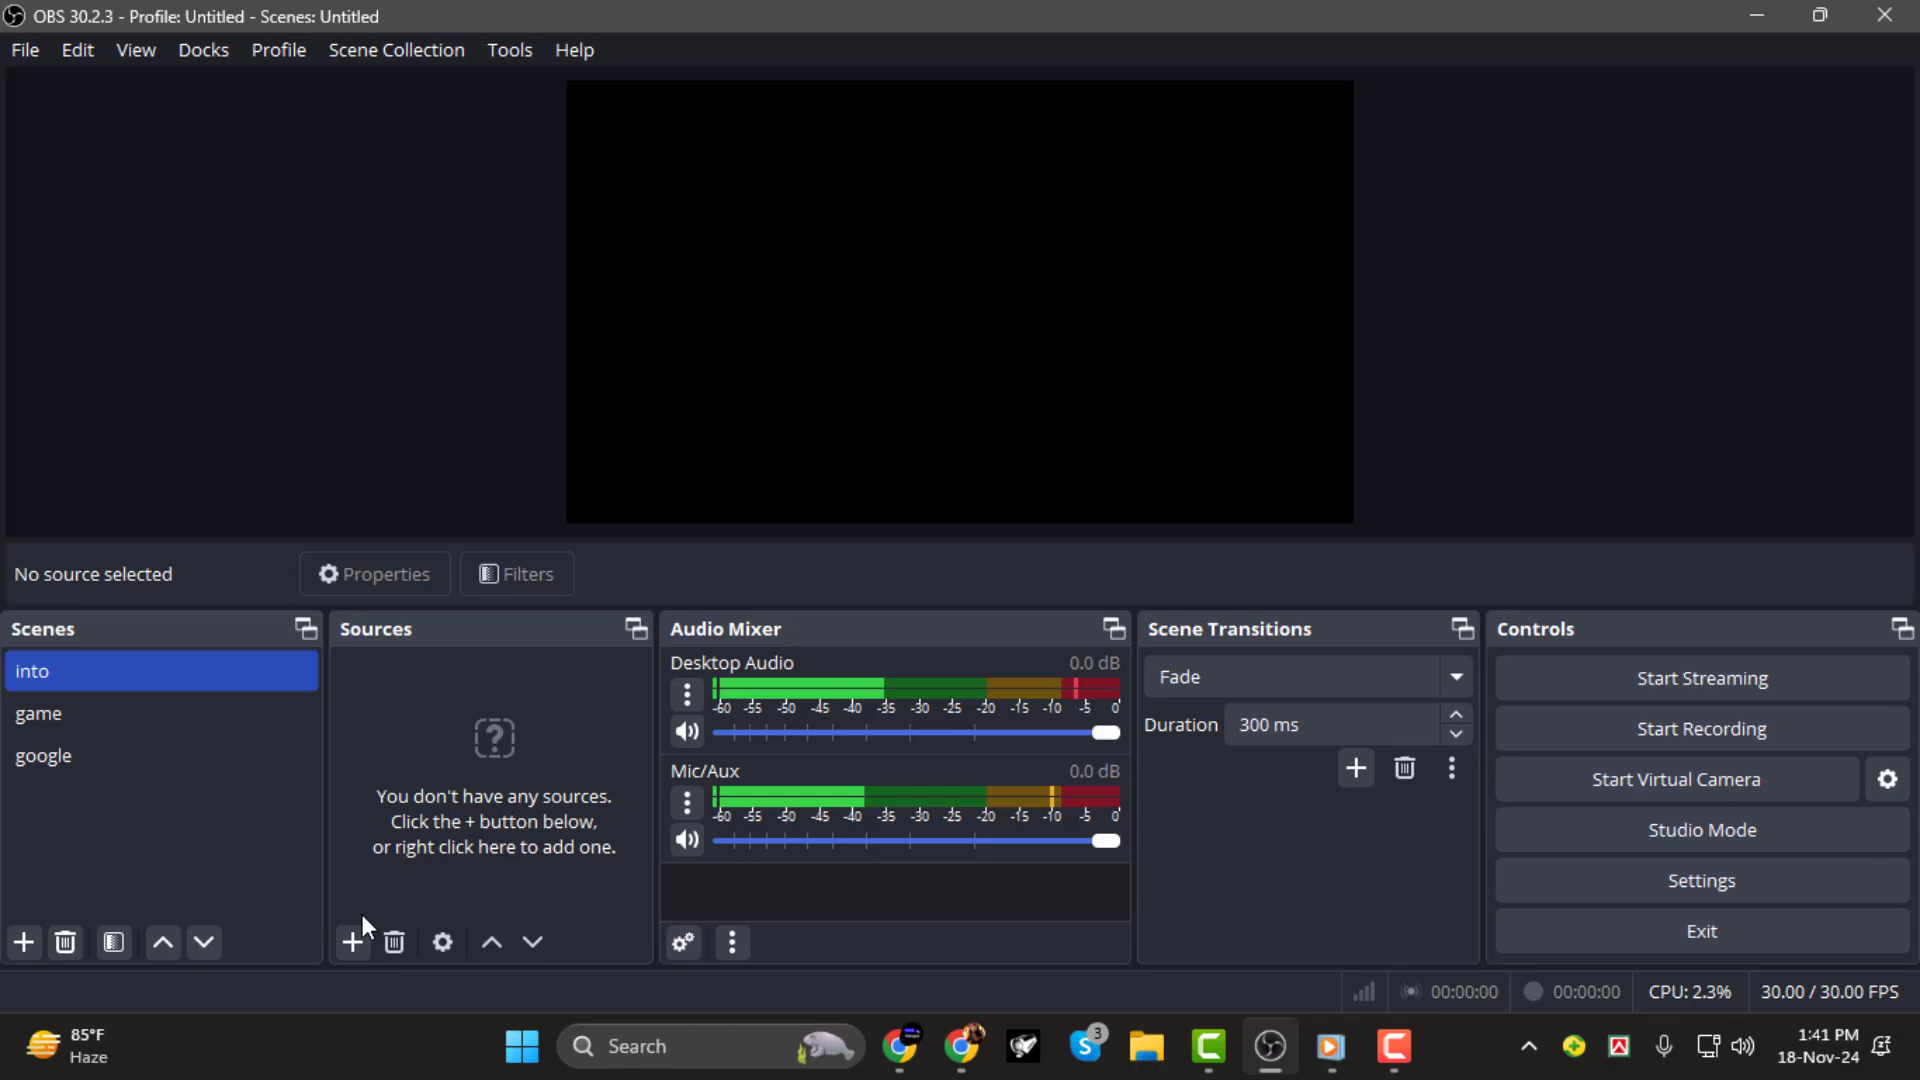 OBS 30.2.3 - Profile: Untitled - Scenes: Untitled
File Edit View Docks Profile Scene Collection Tools Help
No source selected
Properties
Filters
Scenes
into
game
google
Sources
You don't have any sources.
Click the + button below,
or right click here to add one.
Audio Mixer
Desktop Audio 0.0 dB
-60 -55 -50 -45 -40 -35 -30 -25 -20 -15 -10 -5 0
Mic/Aux 0.0 dB
-60 -55 -50 -45 -40 -35 -30 -25 -20 -15 -10 -5 0
Scene Transitions
Fade
Duration 300 ms
Controls
Start Streaming
Start Recording
Start Virtual Camera
Studio Mode
Settings
Exit
00:00:00 00:00:00 CPU: 2.3% 30.00 / 30.00 FPS
85°F
Haze
Search
3
1:41 PM
18-Nov-24